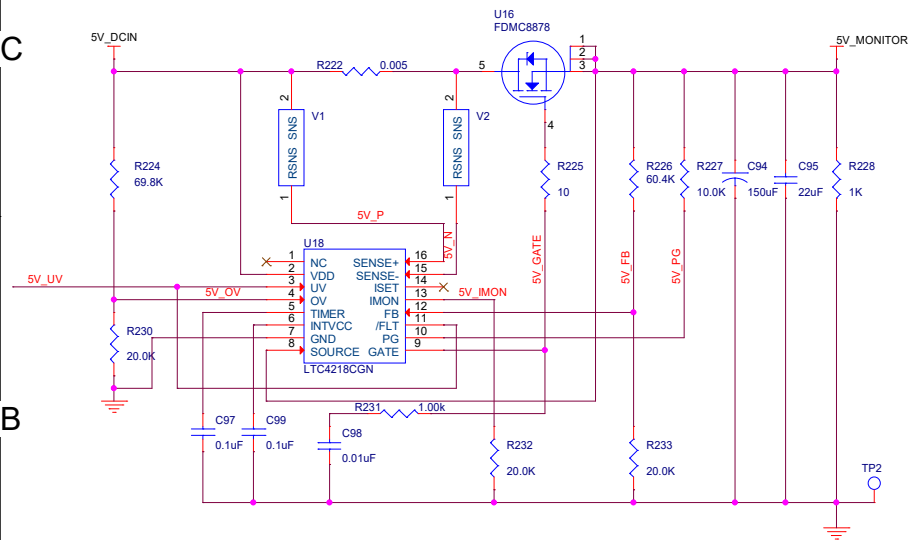 U16
FDMC8878
C
5V_DCIN
5V_MONITOR
R222
0.005
5
1
2
3
4
2
V1
RSNS SNS
1
2
V2
RSNS SNS
1
R224
69.8K
R225
10
R226
60.4K
R227
10.0K
C94
150uF
C95
22uF
R228
1K
5V_P
5V_N
5V_GATE
5V_FB
5V_PG
U18
1 NC SENSE+ 16
2 VDD SENSE- 15
3 UV ISET 14
4 OV IMON 13
5 TIMER FB 12
6 INTVCC /FLT 11
7 GND PG 10
8 SOURCE GATE 9
LTC4218CGN
5V_UV
5V_OV
5V_IMON
R230
20.0K
B
R231
1.00k
C97
0.1uF
C99
0.1uF
C98
0.01uF
R232
20.0K
R233
20.0K
TP2